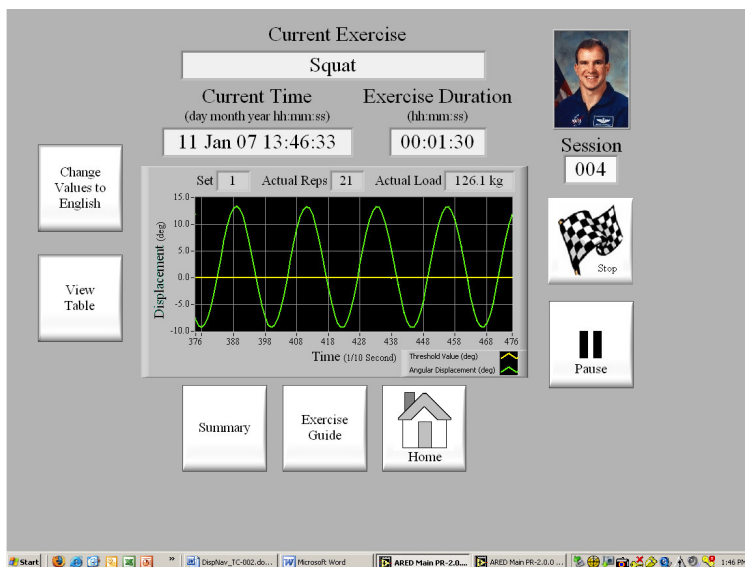 Current Exercise
Squat
Current Time
(day month year hh:mm:ss)
11 Jan 07 13:46:33
Exercise Duration
(hh:mm:ss)
00:01:30
Session
004
Change
Values to
English
View
Table
Set 1 Actual Reps 21 Actual Load 126.1 kg
Displacement (deg)
15.0
10.0
5.0
0.0
-5.0
-10.0
376 388 398 408 418 428 438 448 458 468 476
Time (1/10 Second)
Threshold Value (deg)
Angular Displacement (deg)
Stop
Pause
Summary
Exercise
Guide
Home
Start » DispNav_TC-002.do... Microsoft Word ARED Main PR-2.0.... ARED Main PR-2.0.0 ... 1:46 PM